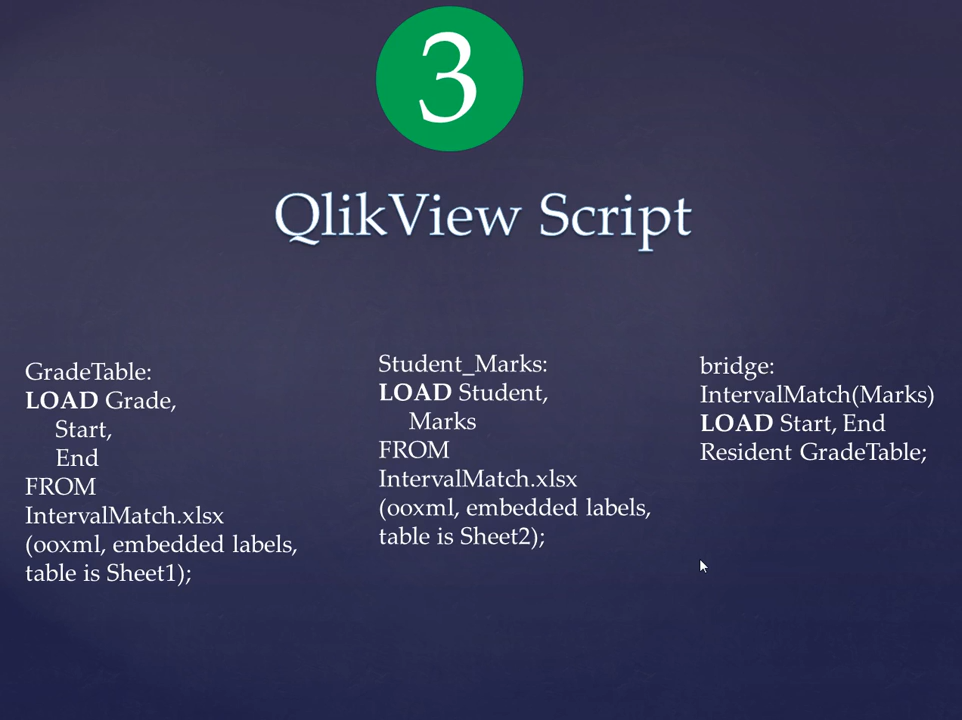 3
QlikView Script
GradeTable:
LOAD Grade,
Start,
End
FROM
IntervalMatch.xlsx
(ooxml, embedded labels,
table is Sheet1);
Student_Marks:
LOAD Student,
Marks
FROM
IntervalMatch.xlsx
(ooxml, embedded labels,
table is Sheet2);
bridge:
IntervalMatch(Marks)
LOAD Start, End
Resident GradeTable;